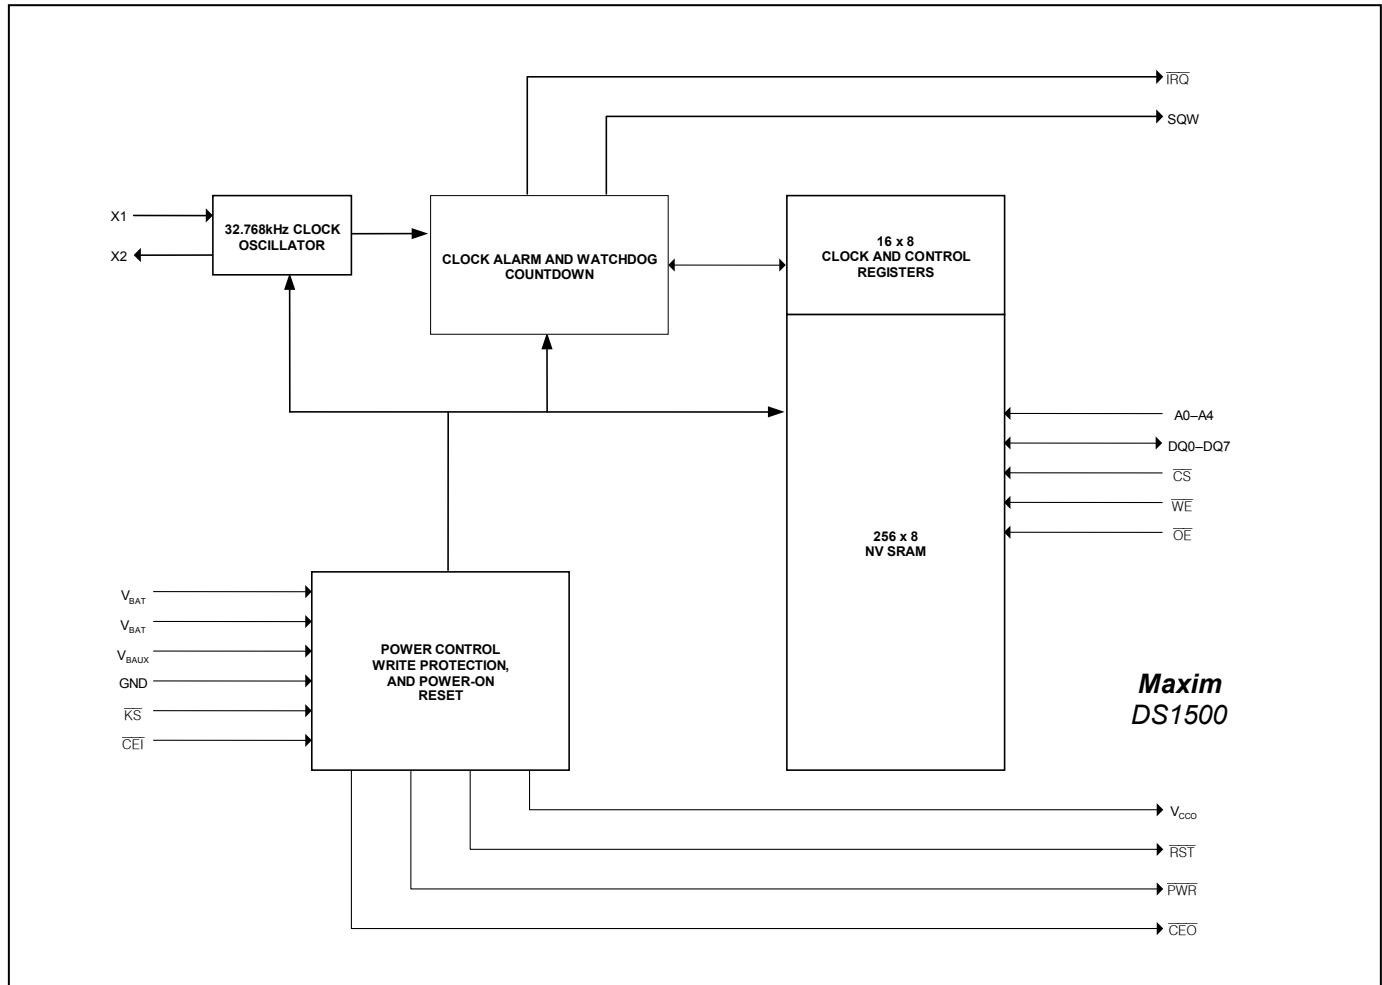 IRQ
SQW
X1
X2
32.768kHz CLOCK
OSCILLATOR
CLOCK ALARM AND WATCHDOG
COUNTDOWN
16 x 8
CLOCK AND CONTROL
REGISTERS
A0–A4
DQ0–DQ7
CS
WE
OE
256 x 8
NV SRAM
VBAT
VBAT
VBAUX
GND
KS
CEI
POWER CONTROL
WRITE PROTECTION,
AND POWER-ON
RESET
Maxim
DS1500
VCCO
RST
PWR
CEO